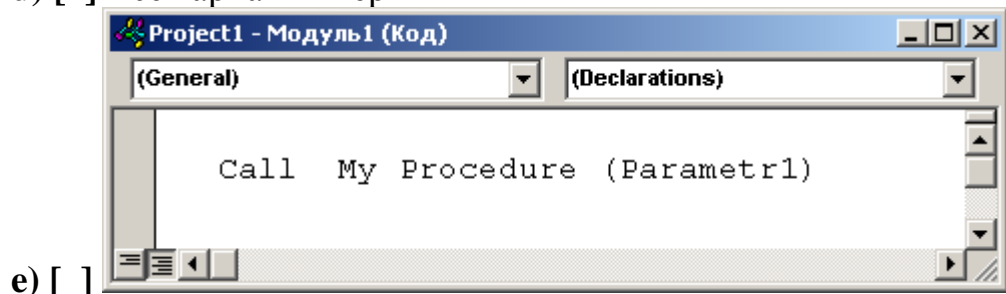 Project1 - Модуль1 (Код)
(General) (Declarations)
Call My Procedure (Parametr1)
e) [ ]